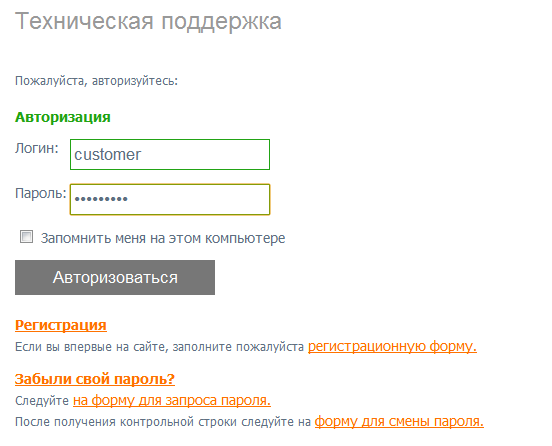 Техническая поддержка
Пожалуйста, авторизуйтесь:
Авторизация
Логин: customer
Пароль: •••••••••
Запомнить меня на этом компьютере
Авторизоваться
Регистрация
Если вы впервые на сайте, заполните пожалуйста регистрационную форму.
Забыли свой пароль?
Следуйте на форму для запроса пароля.
После получения контрольной строки следуйте на форму для смены пароля.